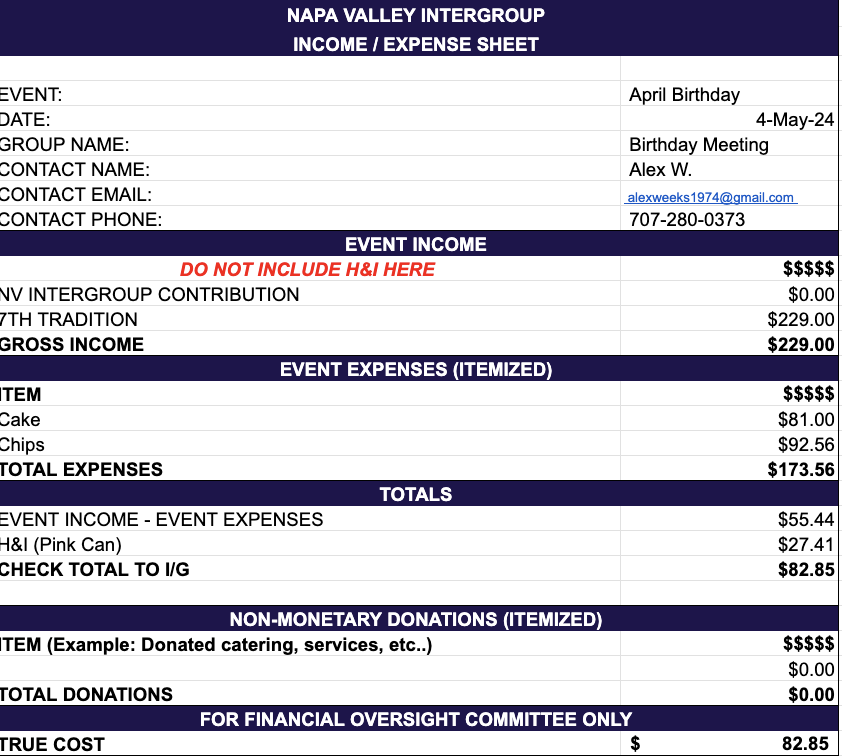 NAPA VALLEY INTERGROUP
INCOME / EXPENSE SHEET
EVENT: April Birthday
DATE: 4-May-24
GROUP NAME: Birthday Meeting
CONTACT NAME: Alex W.
CONTACT EMAIL: alexweeks1974@gmail.com
CONTACT PHONE: 707-280-0373
EVENT INCOME
DO NOT INCLUDE H&I HERE $$$$$
NV INTERGROUP CONTRIBUTION $0.00
7TH TRADITION $229.00
GROSS INCOME $229.00
EVENT EXPENSES (ITEMIZED)
ITEM $$$$$
Cake $81.00
Chips $92.56
TOTAL EXPENSES $173.56
TOTALS
EVENT INCOME - EVENT EXPENSES $55.44
H&I (Pink Can) $27.41
CHECK TOTAL TO I/G $82.85
NON-MONETARY DONATIONS (ITEMIZED)
ITEM (Example: Donated catering, services, etc..) $$$$$
$0.00
TOTAL DONATIONS $0.00
FOR FINANCIAL OVERSIGHT COMMITTEE ONLY
TRUE COST $ 82.85